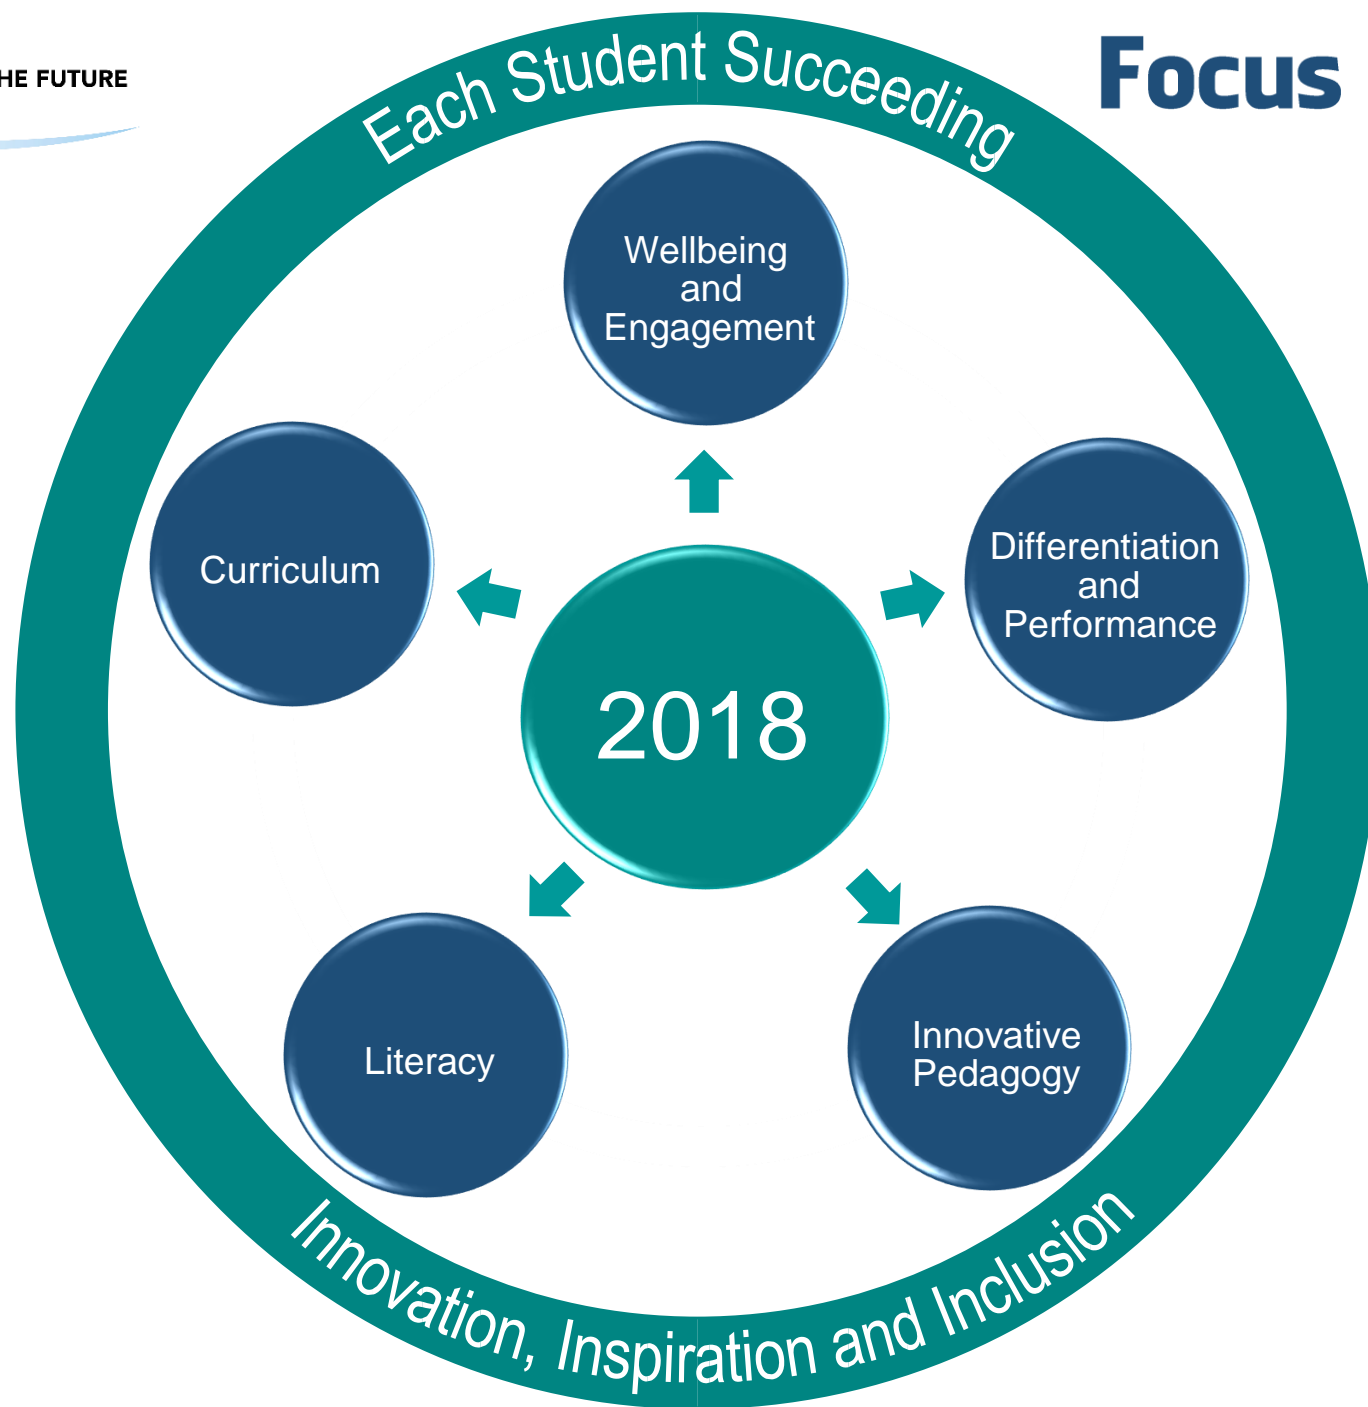 HE FUTURE
Focus
Each Student Succeeding
Wellbeing
and
Engagement
Curriculum
Differentiation
and
Performance
2018
Literacy
Innovative
Pedagogy
Innovation, Inspiration and Inclusion